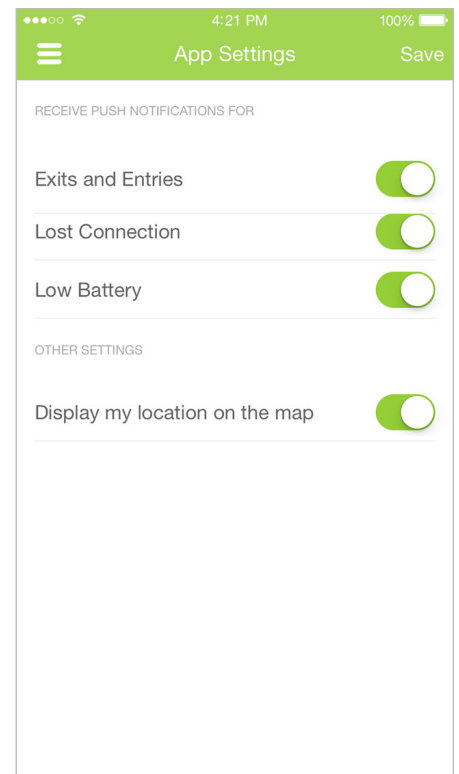 4:21 PM 100%
App Settings Save
RECEIVE PUSH NOTIFICATIONS FOR
Exits and Entries
Lost Connection
Low Battery
OTHER SETTINGS
Display my location on the map